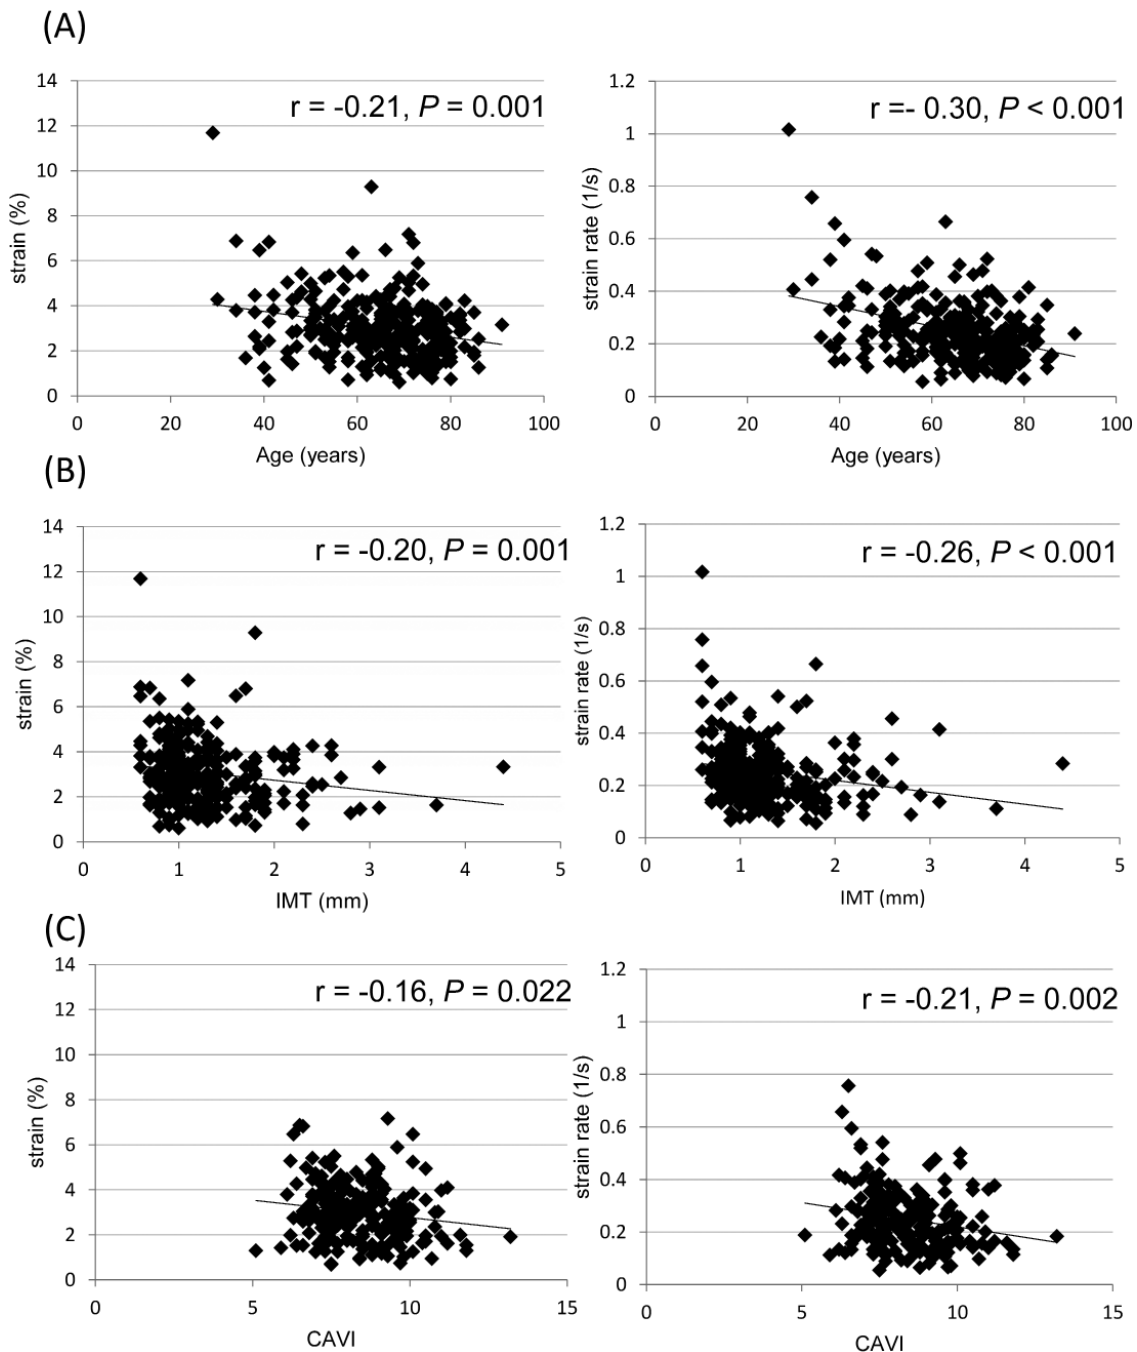 (A)
r = -0.21, P = 0.001
14
12
10
8
6
4
2
0
strain (%)
0 20 40 60 80 100
Age (years)
r =- 0.30, P < 0.001
1.2
1
0.8
0.6
0.4
0.2
0
strain rate (1/s)
0 20 40 60 80 100
Age (years)
(B)
r = -0.20, P = 0.001
14
12
10
8
6
4
2
0
strain (%)
0 1 2 3 4 5
IMT (mm)
r = -0.26, P < 0.001
1.2
1
0.8
0.6
0.4
0.2
0
strain rate (1/s)
0 1 2 3 4 5
IMT (mm)
(C)
r = -0.16, P = 0.022
14
12
10
8
6
4
2
0
strain (%)
0 5 10 15
CAVI
r = -0.21, P = 0.002
1.2
1
0.8
0.6
0.4
0.2
0
strain rate (1/s)
0 5 10 15
CAVI